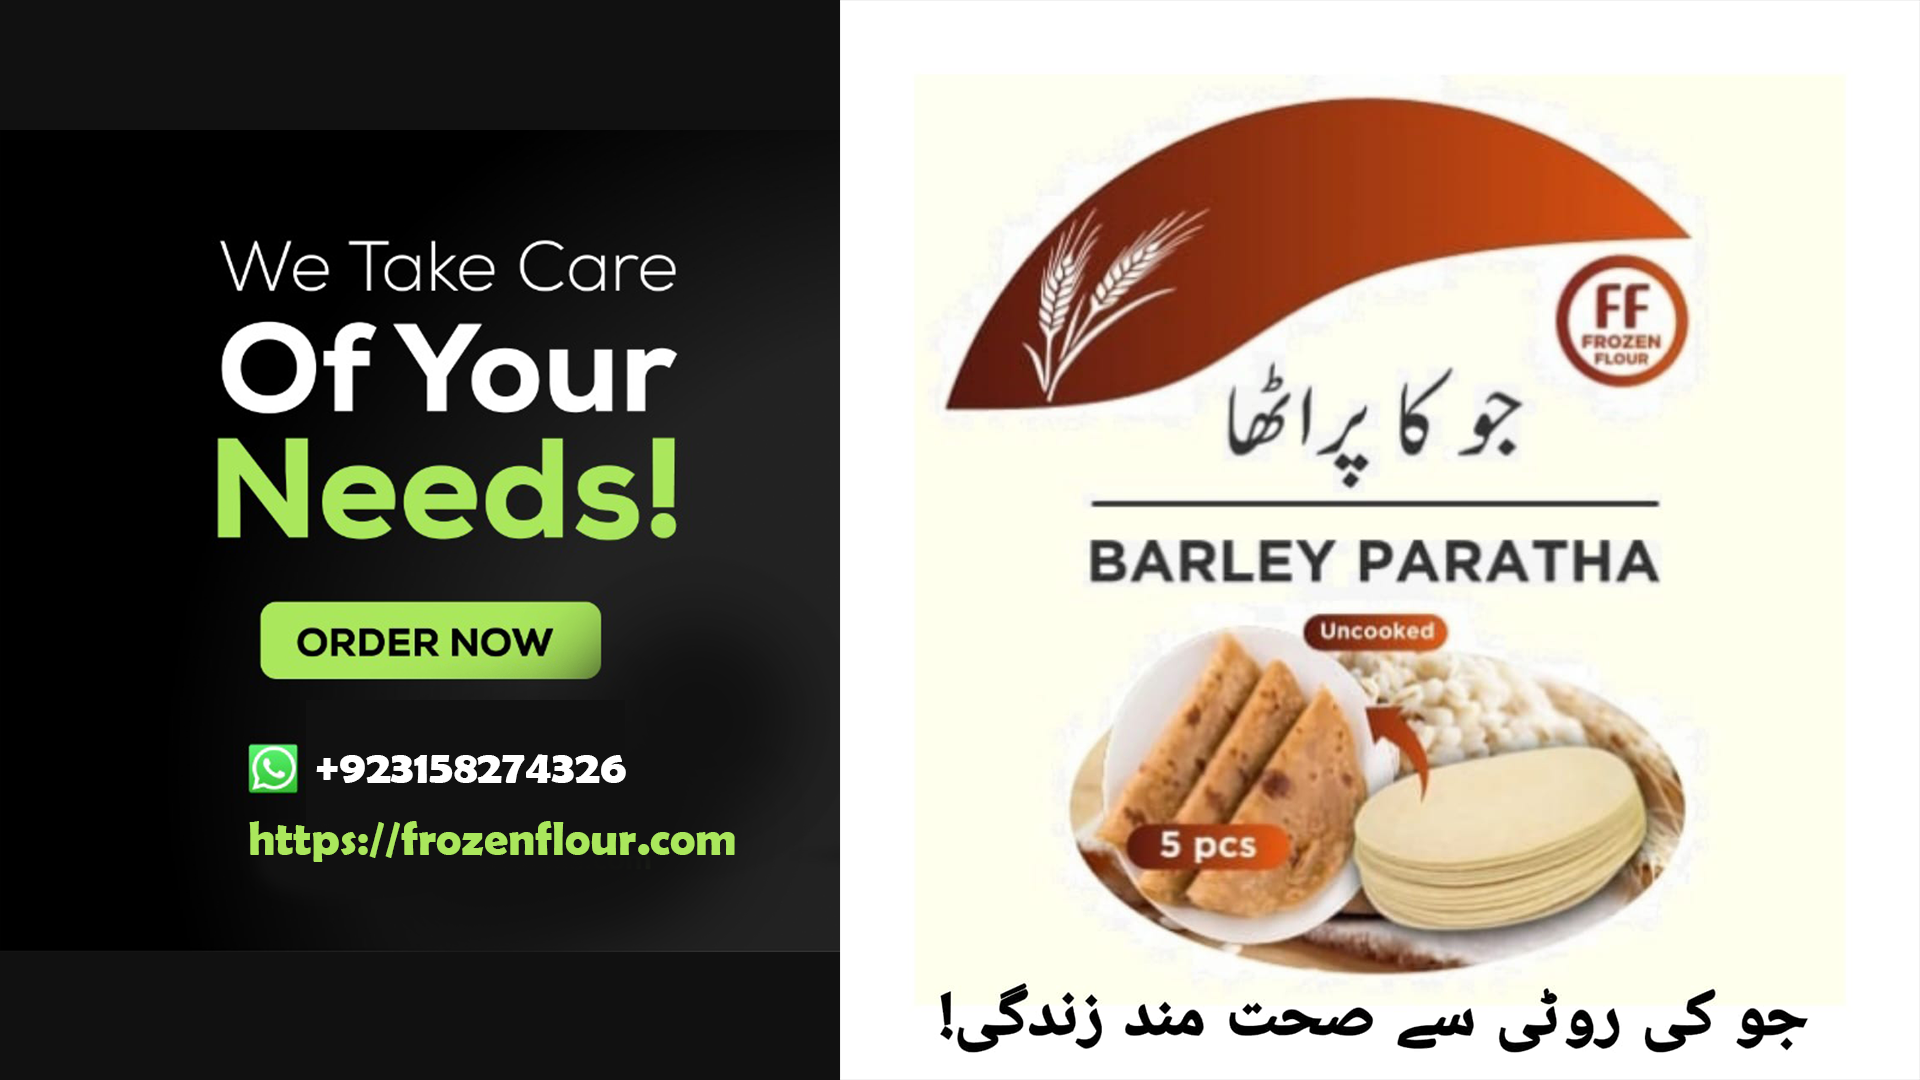 We Take Care
Of Your
Needs!
ORDER NOW
+923158274326
https://frozenflour.com
FF
FROZEN
FLOUR
جو کا پراٹھا
BARLEY PARATHA
Uncooked
5 pcs
جو کی روٹی سے صحت مند زندگی!